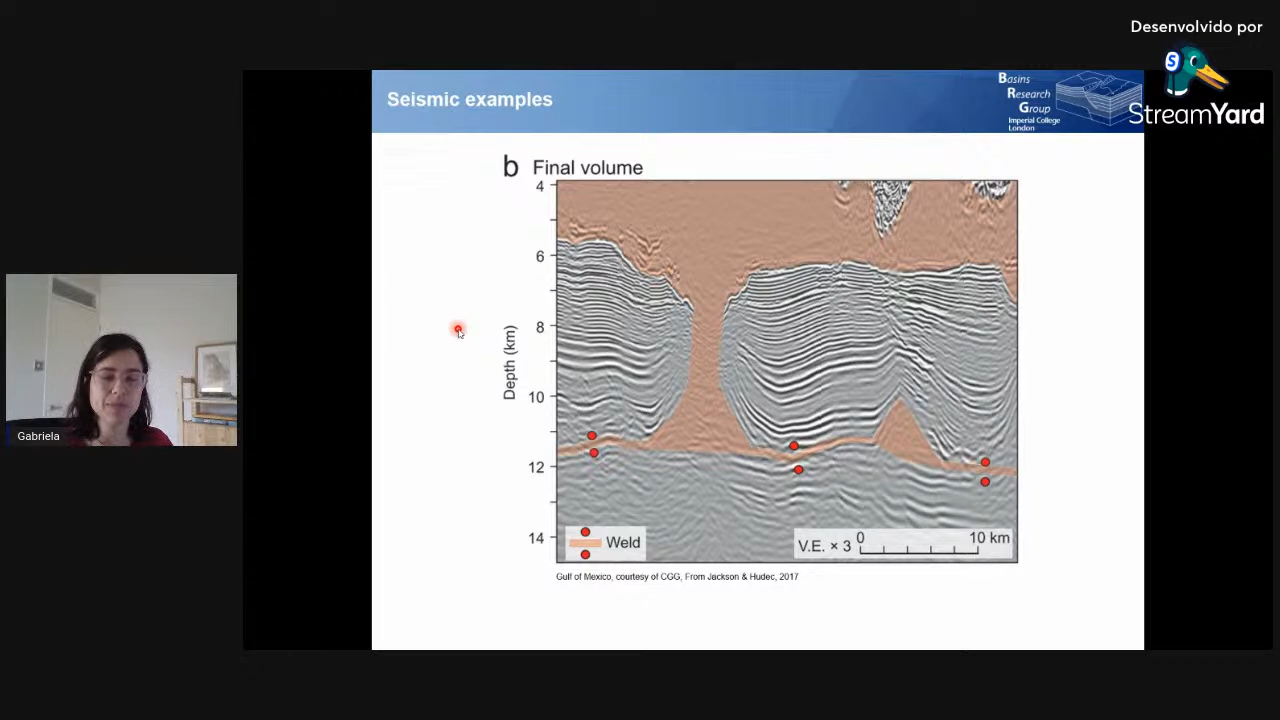 Desenvolvido por
S
StreamYard
Seismic examples
Basins
Research
Group
Imperial College
London
b Final volume
4
6
8
10
12
14
Depth (km)
Weld
V.E. × 3
0
10 km
Gulf of Mexico, courtesy of CGG, From Jackson & Hudec, 2017
Gabriela